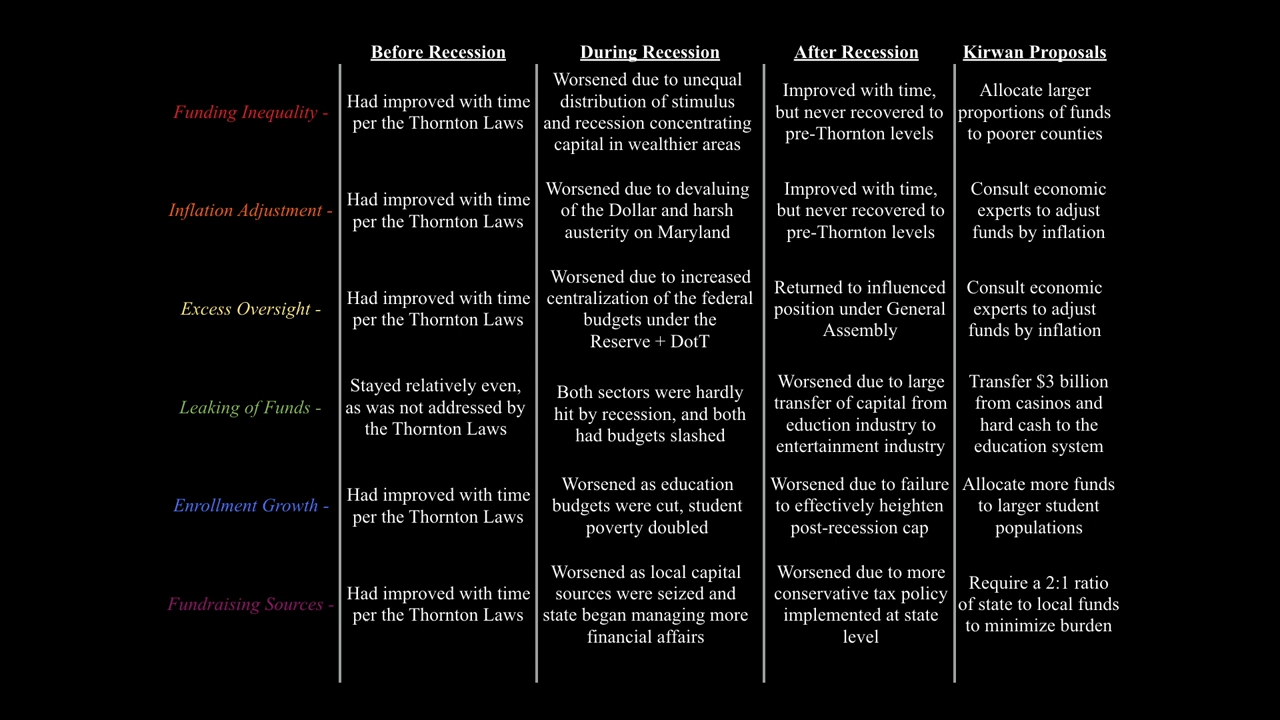 Before Recession
During Recession
After Recession
Kirwan Proposals
Funding Inequality -
Had improved with time
per the Thornton Laws
Worsened due to unequal
distribution of stimulus
and recession concentrating
capital in wealthier areas
Improved with time,
but never recovered to
pre-Thornton levels
Allocate larger
proportions of funds
to poorer counties
Inflation Adjustment -
Had improved with time
per the Thornton Laws
Worsened due to devaluing
of the Dollar and harsh
austerity on Maryland
Improved with time,
but never recovered to
pre-Thornton levels
Consult economic
experts to adjust
funds by inflation
Excess Oversight -
Had improved with time
per the Thornton Laws
Worsened due to increased
centralization of the federal
budgets under the
Reserve + DotT
Returned to influenced
position under General
Assembly
Consult economic
experts to adjust
funds by inflation
Leaking of Funds -
Stayed relatively even,
as was not addressed by
the Thornton Laws
Both sectors were hardly
hit by recession, and both
had budgets slashed
Worsened due to large
transfer of capital from
eduction industry to
entertainment industry
Transfer $3 billion
from casinos and
hard cash to the
education system
Enrollment Growth -
Had improved with time
per the Thornton Laws
Worsened as education
budgets were cut, student
poverty doubled
Worsened due to failure
to effectively heighten
post-recession cap
Allocate more funds
to larger student
populations
Fundraising Sources -
Had improved with time
per the Thornton Laws
Worsened as local capital
sources were seized and
state began managing more
financial affairs
Worsened due to more
conservative tax policy
implemented at state
level
Require a 2:1 ratio
of state to local funds
to minimize burden